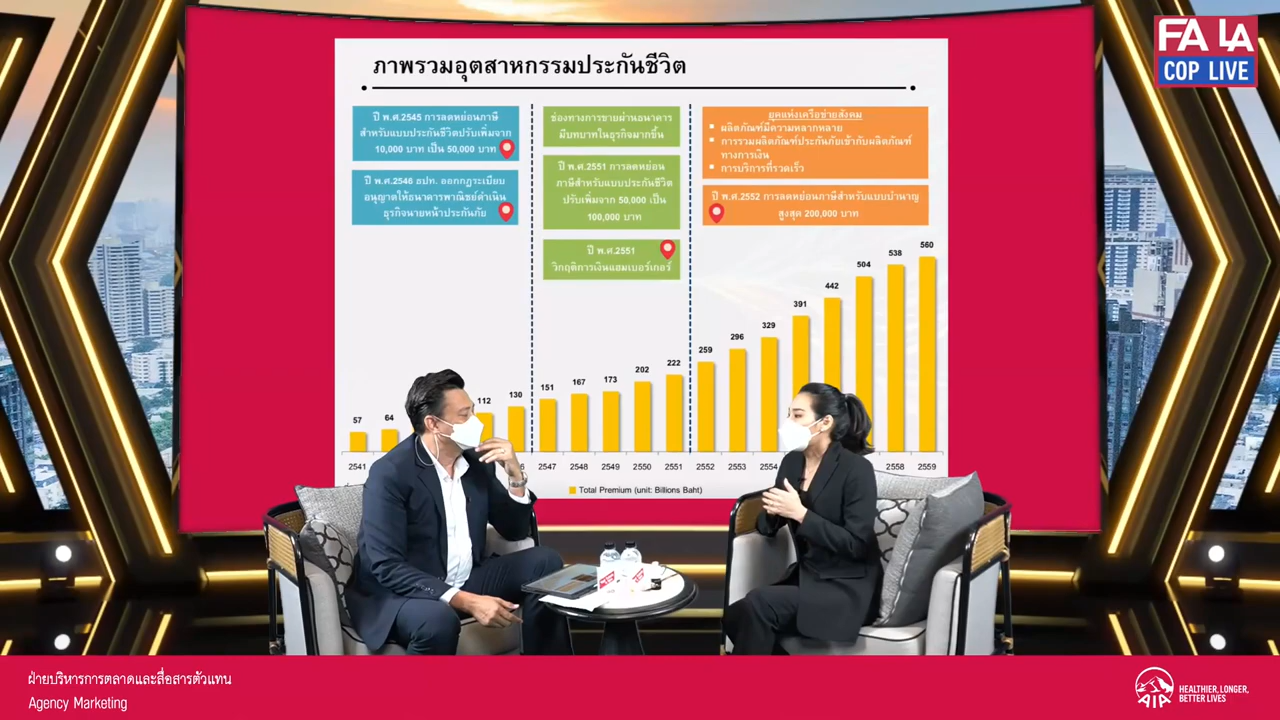 FA LA
COP LIVE
ภาพรวมอุตสาหกรรมประกันชีวิต
ปี พ.ศ.2545 การลดหย่อนภาษี
สำหรับแบบประกันชีวิตปรับเพิ่มจาก
10,000 บาท เป็น 50,000 บาท
ปี พ.ศ.2546 ธปท. ออกกฎระเบียบ
อนุญาตให้ธนาคารพาณิชย์ดำเนิน
ธุรกิจนายหน้าประกันภัย
ช่องทางการขายผ่านธนาคาร
มีบทบาทในธุรกิจมากขึ้น
ปี พ.ศ.2551 การลดหย่อน
ภาษีสำหรับแบบประกันชีวิต
ปรับเพิ่มจาก 50,000 เป็น
100,000 บาท
ปี พ.ศ.2551
วิกฤติการเงินแฮมเบอร์เกอร์
ยุคแห่งเครือข่ายสังคม
ผลิตภัณฑ์มีความหลากหลาย
การรวมผลิตภัณฑ์ประกันภัยเข้ากับผลิตภัณฑ์
ทางการเงิน
การบริการที่รวดเร็ว
ปี พ.ศ.2552 การลดหย่อนภาษีสำหรับแบบบำนาญ
สูงสุด 200,000 บาท
57 64 112 130 151 167 173 202 222 259 296 329 391 442 504 538 560
2541 2547 2548 2549 2550 2551 2552 2553 2554 2558 2559
Total Premium (unit: Billions Baht)
ฝ่ายบริหารการตลาดและสื่อสารตัวแทน
Agency Marketing
AIA
HEALTHIER, LONGER,
BETTER LIVES